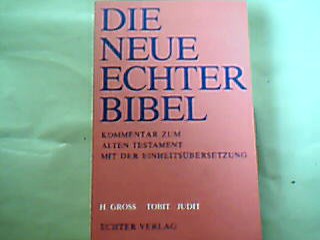 DIE
NEUE
ECHTER
BIBEL
KOMMENTAR ZUM
ALTEN TESTAMENT
MIT DER EINHEITSÜBERSETZUNG
H. GROSS TOBIT JUDIT
ECHTER VERLAG